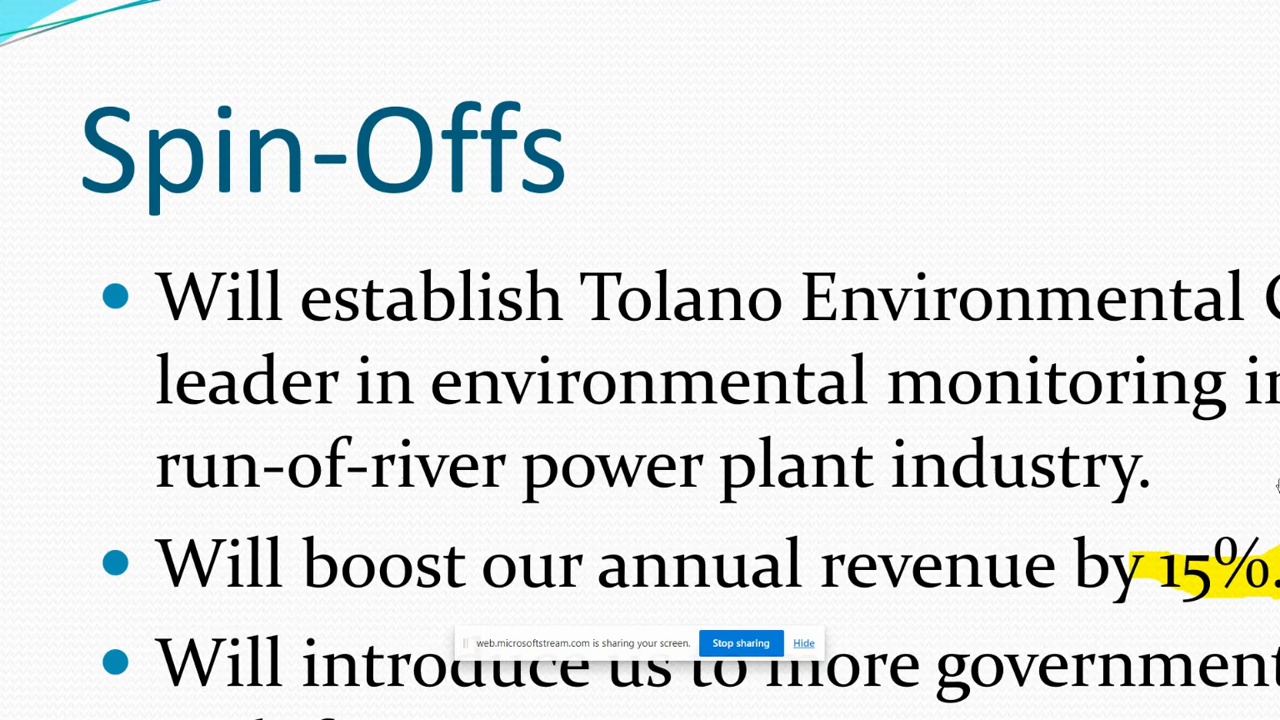 Spin-Offs
• Will establish Tolano Environmental
leader in environmental monitoring
run-of-river power plant industry.
• Will boost our annual revenue by 15%.
web.microsoftstream.com is sharing your screen. Stop sharing Hide
• Will introduce us to more government